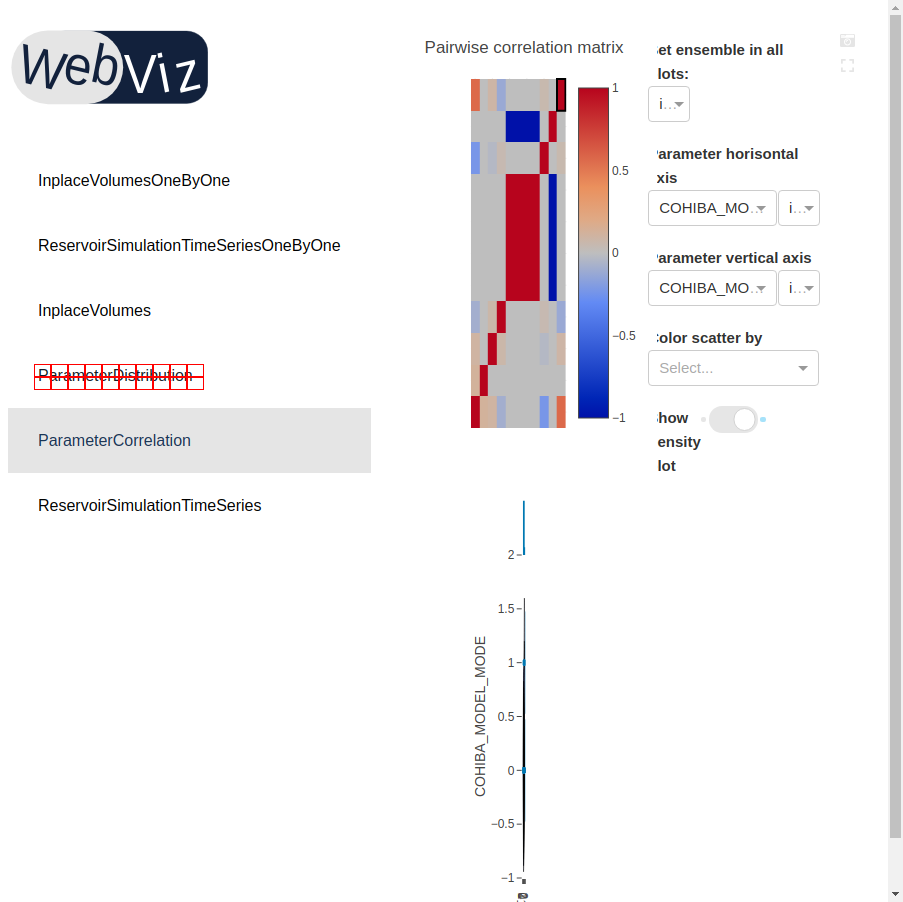 WebViz
InplaceVolumesOneByOne
ReservoirSimulationTimeSeriesOneByOne
InplaceVolumes
ParameterDistribution
ParameterCorrelation
ReservoirSimulationTimeSeries
Pairwise correlation matrix
1
0.5
0
−0.5
−1
2
1.5
1
0.5
0
−0.5
−1
COHIBA_MODEL_MODE
et ensemble in all
lots:
i...
arameter horisontal
xis
COHIBA_MO... i...
arameter vertical axis
COHIBA_MO... i...
olor scatter by
Select...
how
ensity
lot